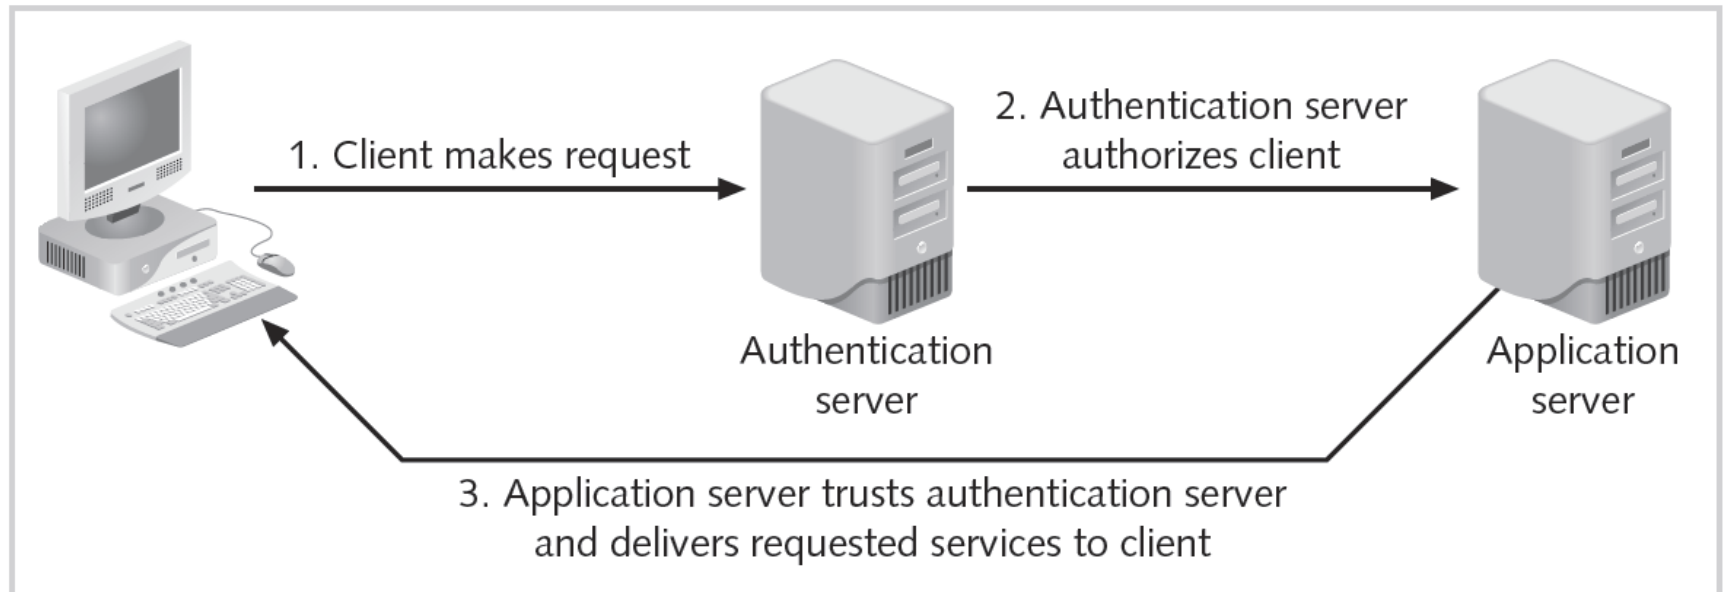 1. Client makes request
2. Authentication server
authorizes client
Authentication
server
Application
server
3. Application server trusts authentication server
and delivers requested services to client